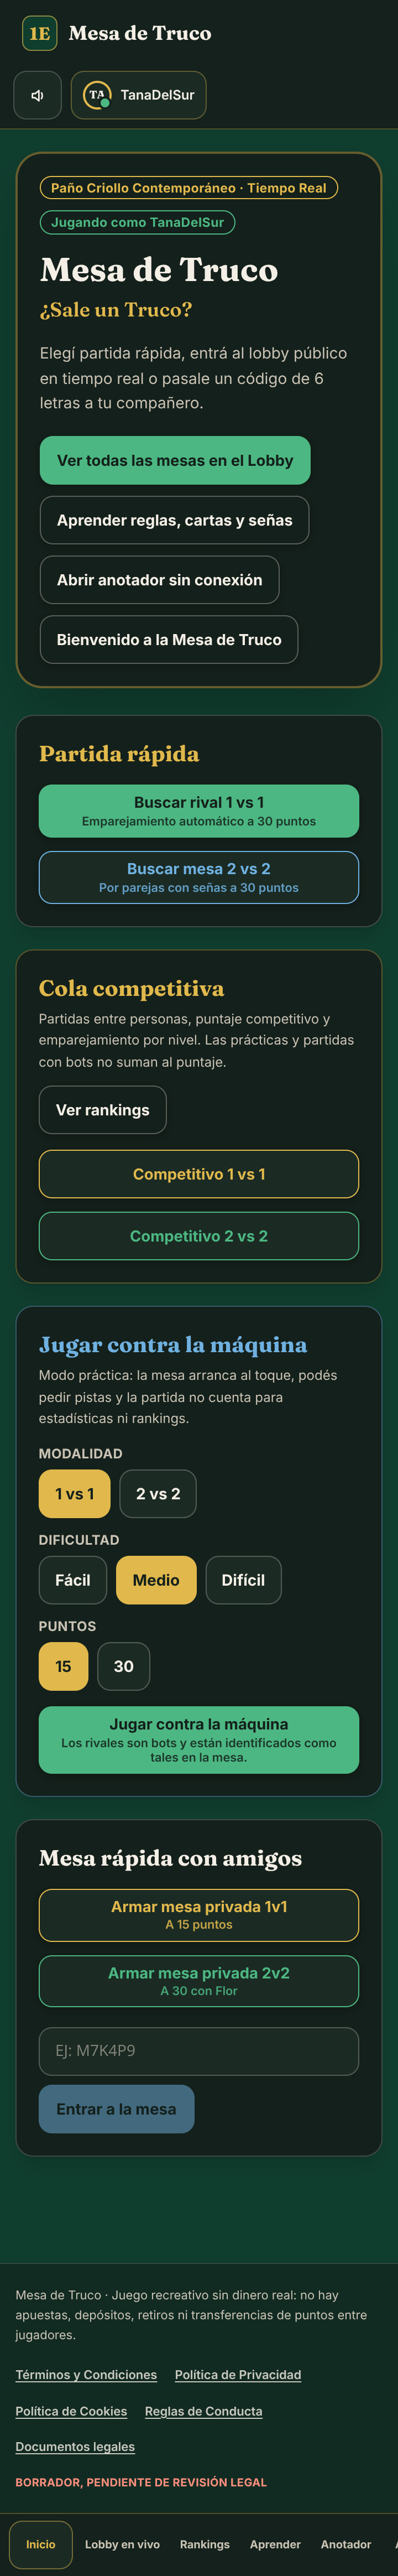 1E Mesa de Truco
TA TanaDelSur
Paño Criollo Contemporáneo · Tiempo Real
Jugando como TanaDelSur
Mesa de Truco
¿Sale un Truco?
Elegí partida rápida, entrá al lobby público
en tiempo real o pasale un código de 6
letras a tu compañero.
Ver todas las mesas en el Lobby
Aprender reglas, cartas y señas
Abrir anotador sin conexión
Bienvenido a la Mesa de Truco
Partida rápida
Buscar rival 1 vs 1
Emparejamiento automático a 30 puntos
Buscar mesa 2 vs 2
Por parejas con señas a 30 puntos
Cola competitiva
Partidas entre personas, puntaje competitivo y
emparejamiento por nivel. Las prácticas y partidas
con bots no suman al puntaje.
Ver rankings
Competitivo 1 vs 1
Competitivo 2 vs 2
Jugar contra la máquina
Modo práctica: la mesa arranca al toque, podés
pedir pistas y la partida no cuenta para
estadísticas ni rankings.
MODALIDAD
1 vs 1 2 vs 2
DIFICULTAD
Fácil Medio Difícil
PUNTOS
15 30
Jugar contra la máquina
Los rivales son bots y están identificados como
tales en la mesa.
Mesa rápida con amigos
Armar mesa privada 1v1
A 15 puntos
Armar mesa privada 2v2
A 30 con Flor
EJ: M7K4P9
Entrar a la mesa
Mesa de Truco · Juego recreativo sin dinero real: no hay
apuestas, depósitos, retiros ni transferencias de puntos entre
jugadores.
Términos y Condiciones Política de Privacidad
Política de Cookies Reglas de Conducta
Documentos legales
BORRADOR, PENDIENTE DE REVISIÓN LEGAL
Inicio Lobby en vivo Rankings Aprender Anotador